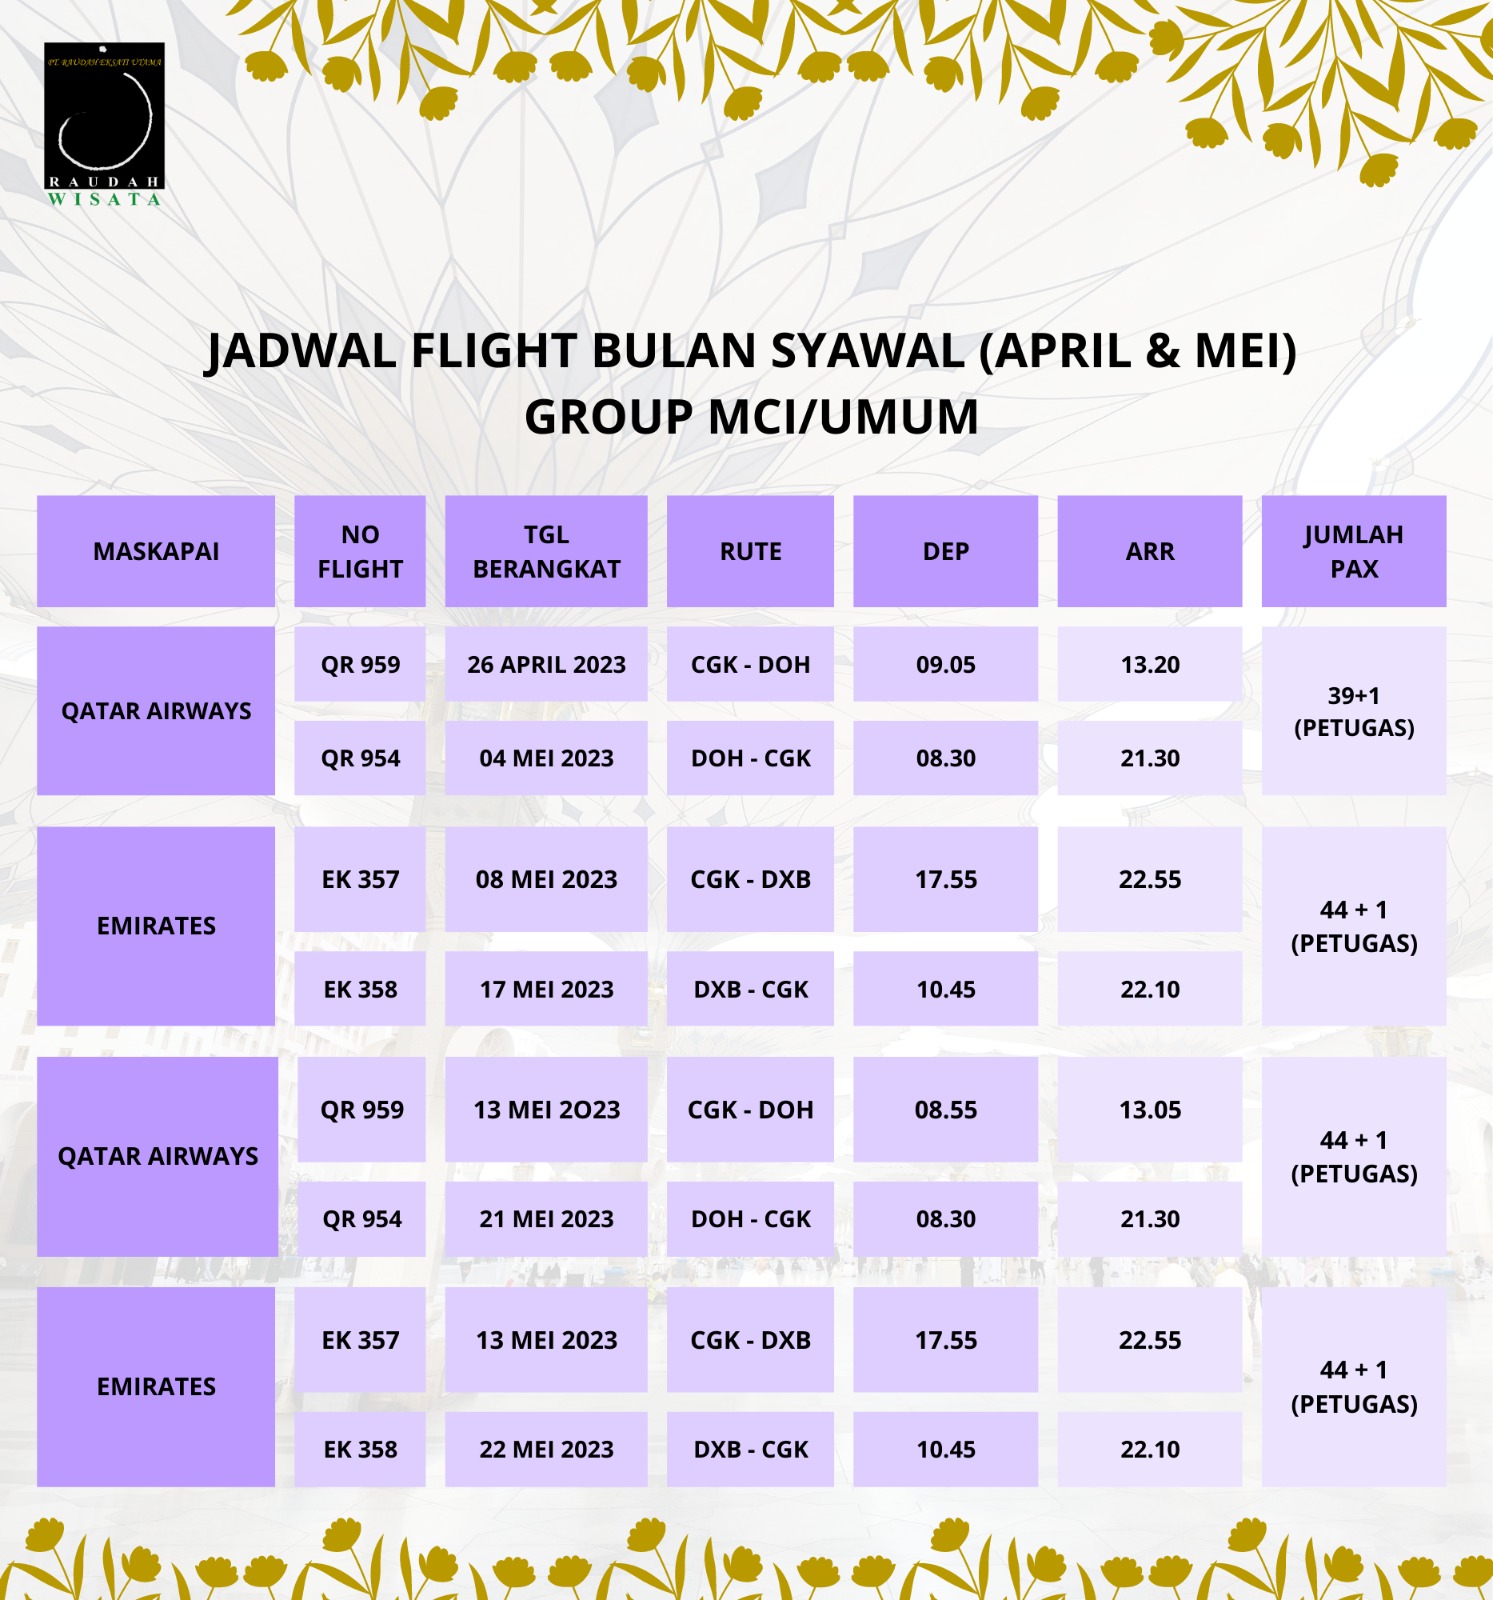 PT. RAUDAH EKSATI UTAMA
RAUDAH
WISATA
JADWAL FLIGHT BULAN SYAWAL (APRIL & MEI)
GROUP MCI/UMUM
MASKAPAI
NO
FLIGHT
TGL
BERANGKAT
RUTE
DEP
ARR
JUMLAH
PAX
QATAR AIRWAYS
QR 959
26 APRIL 2023
CGK - DOH
09.05
13.20
39+1
(PETUGAS)
QR 954
04 MEI 2023
DOH - CGK
08.30
21.30
EMIRATES
EK 357
08 MEI 2023
CGK - DXB
17.55
22.55
44 + 1
(PETUGAS)
EK 358
17 MEI 2023
DXB - CGK
10.45
22.10
QATAR AIRWAYS
QR 959
13 MEI 2O23
CGK - DOH
08.55
13.05
44 + 1
(PETUGAS)
QR 954
21 MEI 2023
DOH - CGK
08.30
21.30
EMIRATES
EK 357
13 MEI 2023
CGK - DXB
17.55
22.55
44 + 1
(PETUGAS)
EK 358
22 MEI 2023
DXB - CGK
10.45
22.10